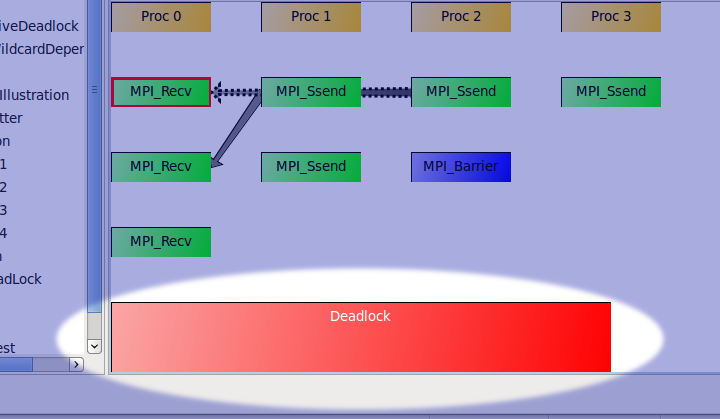 iveDeadlock
ildcardDeper
Illustration
tter
on
1
2
3
4
n
adLock
est
Proc 0 Proc 1 Proc 2 Proc 3
MPI_Recv MPI_Ssend MPI_Ssend MPI_Ssend
MPI_Recv MPI_Ssend MPI_Barrier
MPI_Recv
Deadlock